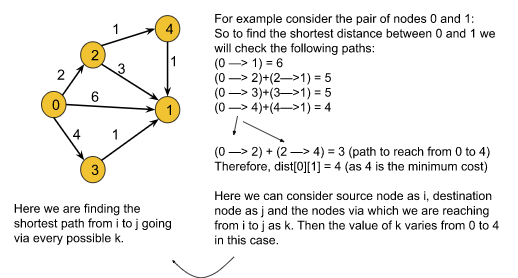 1
4
2
3
1
2
0
6
1
4
1
3
For example consider the pair of nodes 0 and 1:
So to find the shortest distance between 0 and 1 we
will check the following paths:
(0 —> 1) = 6
(0 —> 2)+(2—>1) = 5
(0 —> 3)+(3—>1) = 5
(0 —> 4)+(4—>1) = 4
(0 —> 2) + (2 —> 4) = 3 (path to reach from 0 to 4)
Therefore, dist[0][1] = 4 (as 4 is the minimum cost)
Here we are finding the
shortest path from i to j going
via every possible k.
Here we can consider source node as i, destination
node as j and the nodes via which we are reaching
from i to j as k. Then the value of k varies from 0 to 4
in this case.